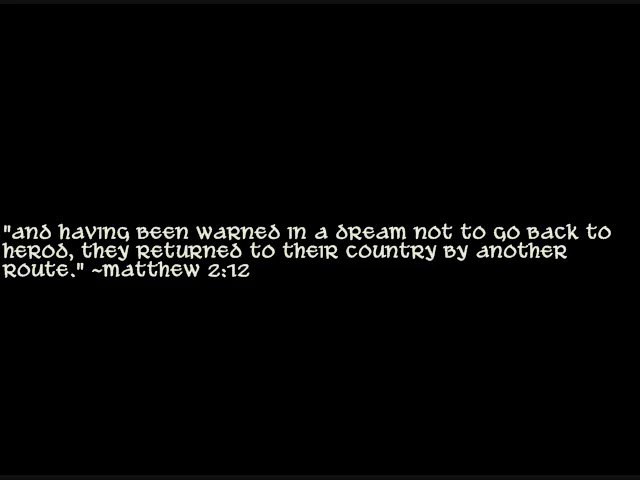 "and having been warned in a dream not to go back to
herod, they returned to their country by another
route." ~matthew 2:12